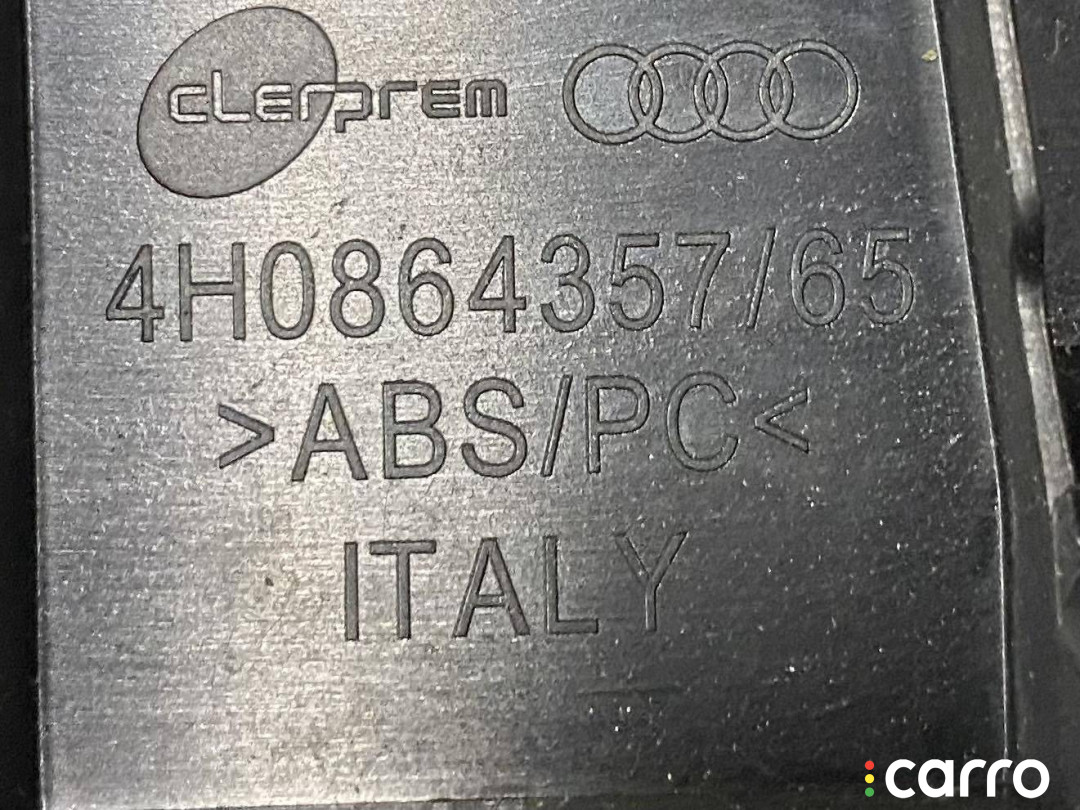 cLerprem
4H0864357/65
>ABS/PC<
ITALY
carro